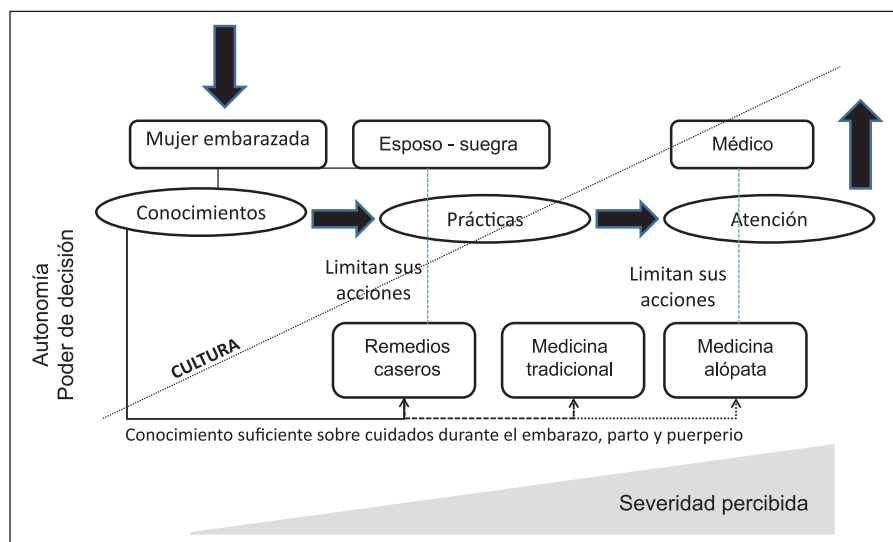 Mujer embarazada
Esposo - suegra
Médico
Conocimientos
Prácticas
Atención
Limitan sus
acciones
Limitan sus
acciones
Autonomía
Poder de decisión
CULTURA
Remedios
caseros
Medicina
tradicional
Medicina
alópata
Conocimiento suficiente sobre cuidados durante el embarazo, parto y puerperio
Severidad percibida